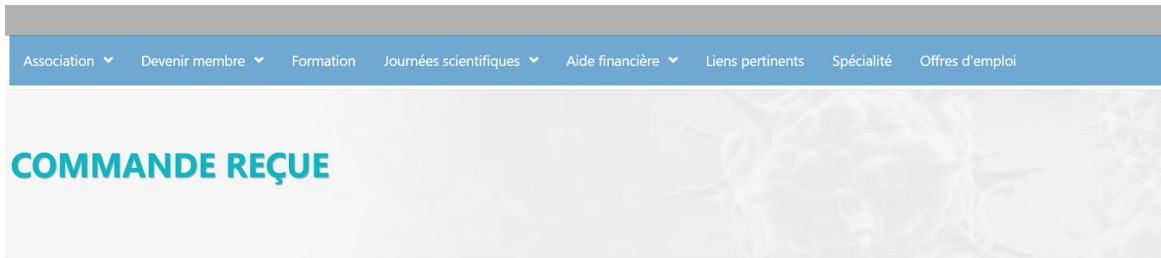 Association Devenir membre Formation Journées scientifiques Aide financière Liens pertinents Spécialité Offres d'emploi
COMMANDE REÇUE